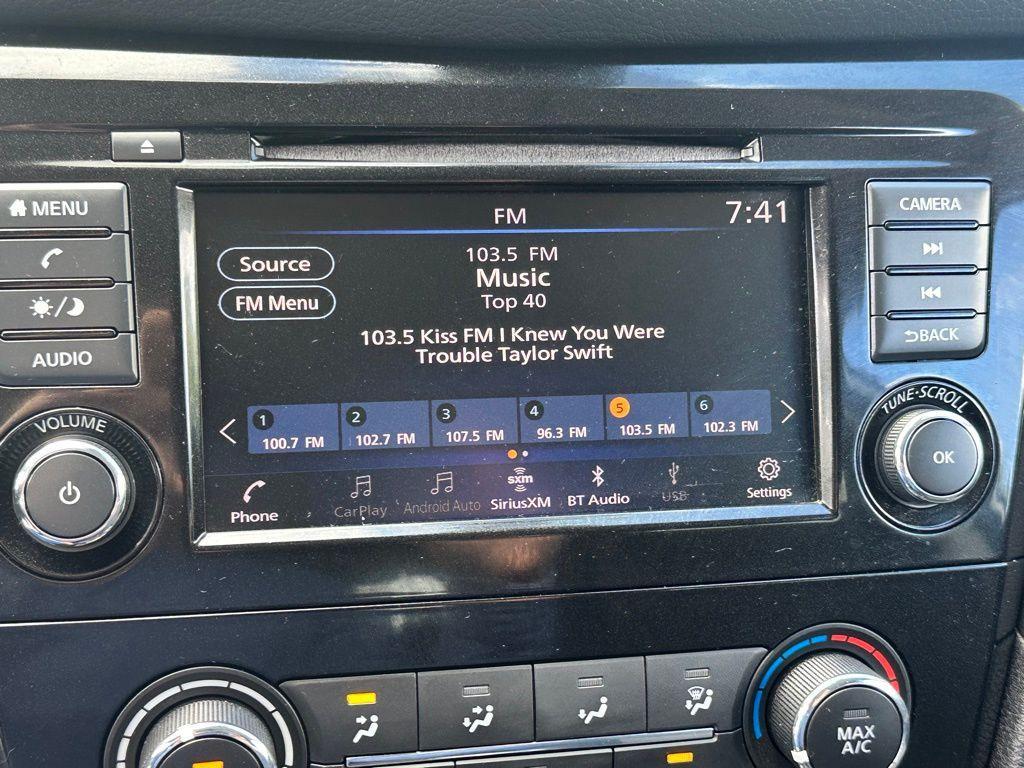 MENU
AUDIO
VOLUME
FM
7:41
Source
FM Menu
103.5 FM
Music
Top 40
103.5 Kiss FM I Knew You Were
Trouble Taylor Swift
1
100.7 FM
2
102.7 FM
3
107.5 FM
4
96.3 FM
5
103.5 FM
6
102.3 FM
Phone
CarPlay
Android Auto
sxm
SiriusXM
BT Audio
USB
Settings
CAMERA
BACK
TUNE·SCROLL
OK
MAX
A/C